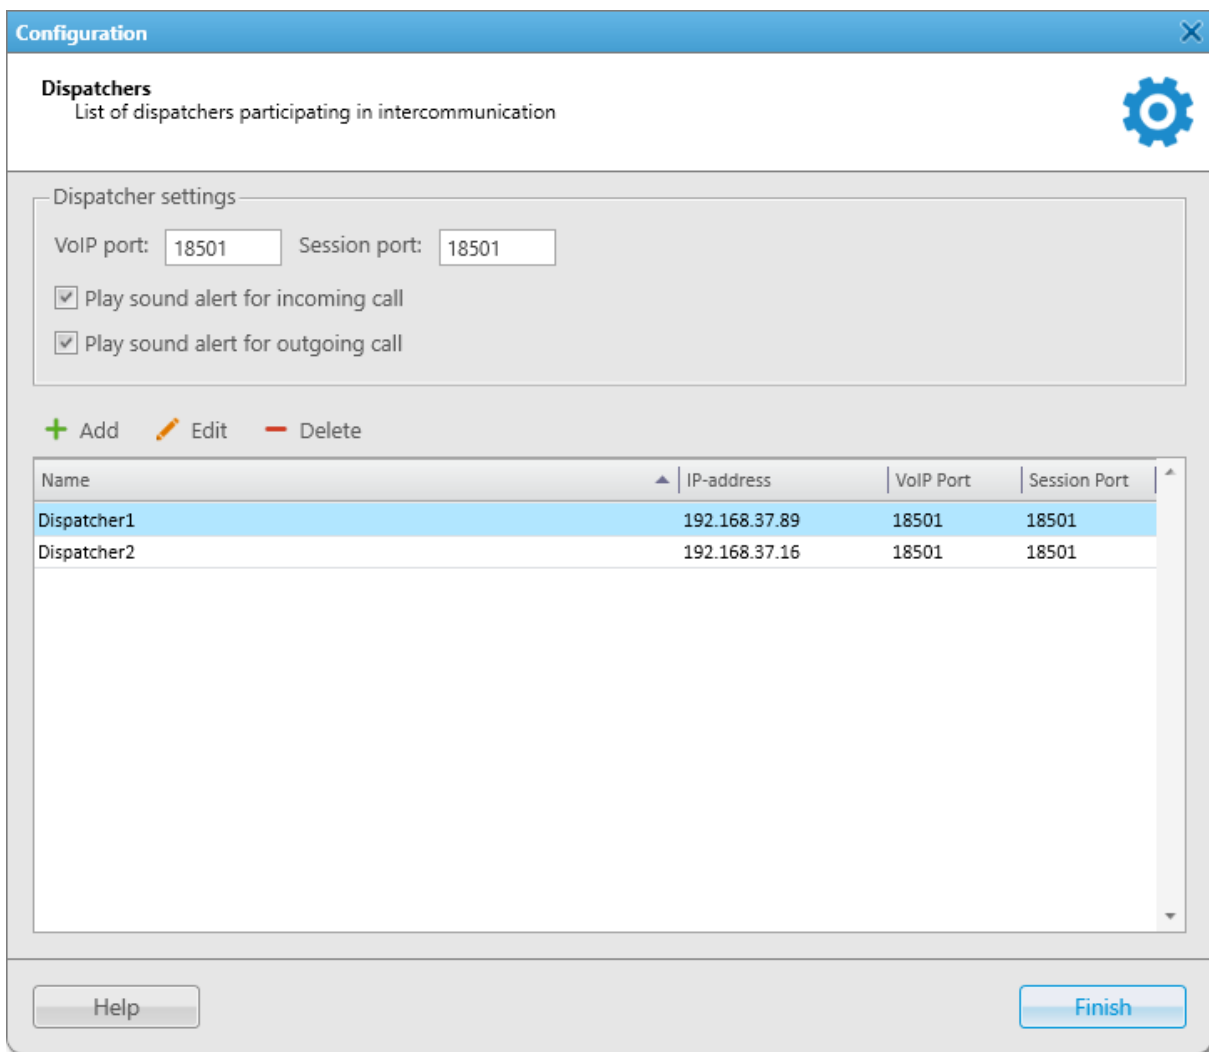 Configuration
Dispatchers
List of dispatchers participating in intercommunication
Dispatcher settings
VoIP port: 18501 Session port: 18501
Play sound alert for incoming call
Play sound alert for outgoing call
Add Edit Delete
Name IP-address VoIP Port Session Port
Dispatcher1 192.168.37.89 18501 18501
Dispatcher2 192.168.37.16 18501 18501
Help Finish